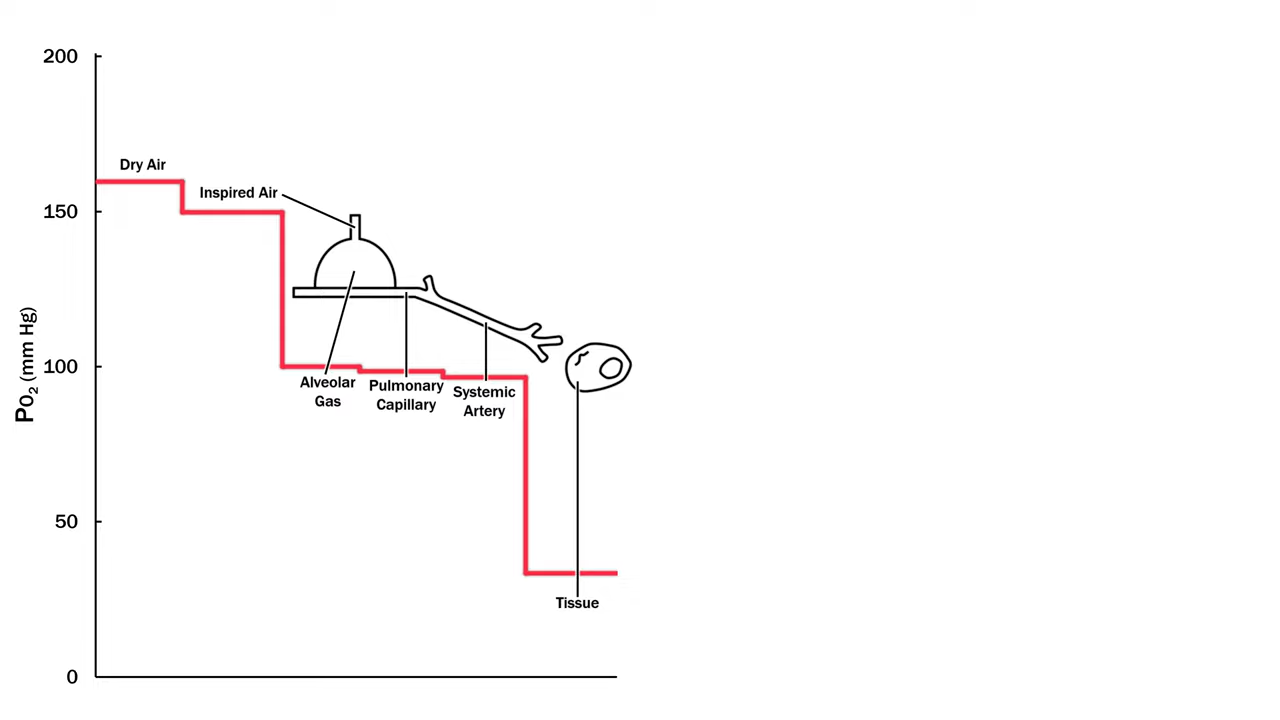 200
Dry Air
Inspired Air
150
100
Alveolar
Gas
Pulmonary
Capillary
Systemic
Artery
PO₂ (mm Hg)
50
Tissue
0